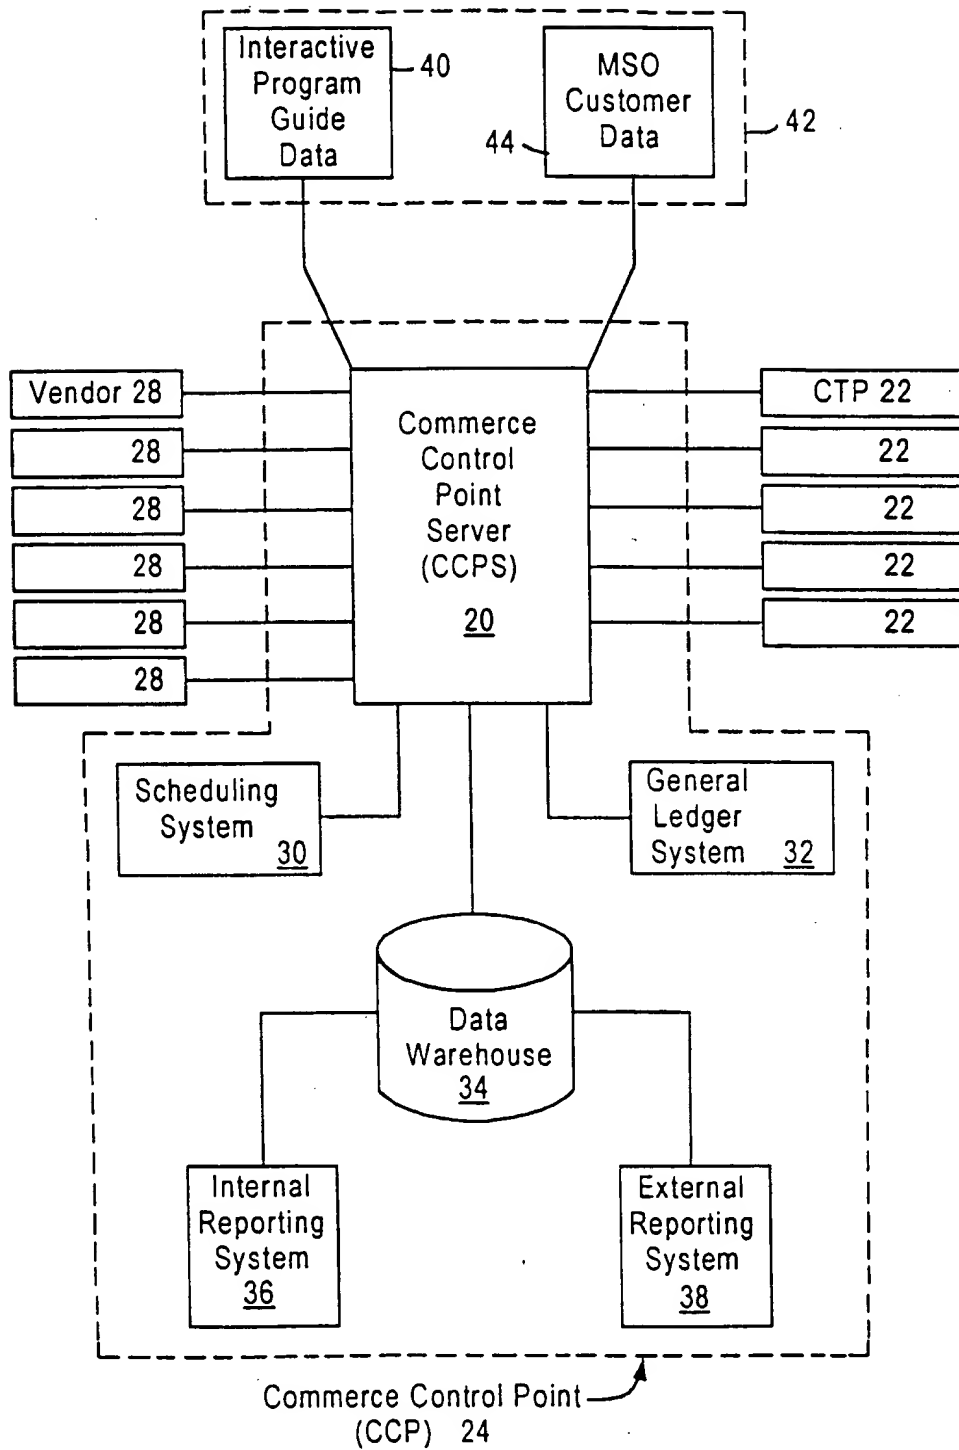 Interactive
Program
Guide
Data
40
MSO
Customer
Data
44
42
Vendor 28
28
28
28
28
28
Commerce
Control
Point
Server
(CCPS)
20
CTP 22
22
22
22
22
Scheduling
System
30
General
Ledger
System 32
Data
Warehouse
34
Internal
Reporting
System
36
External
Reporting
System
38
Commerce Control Point
(CCP) 24